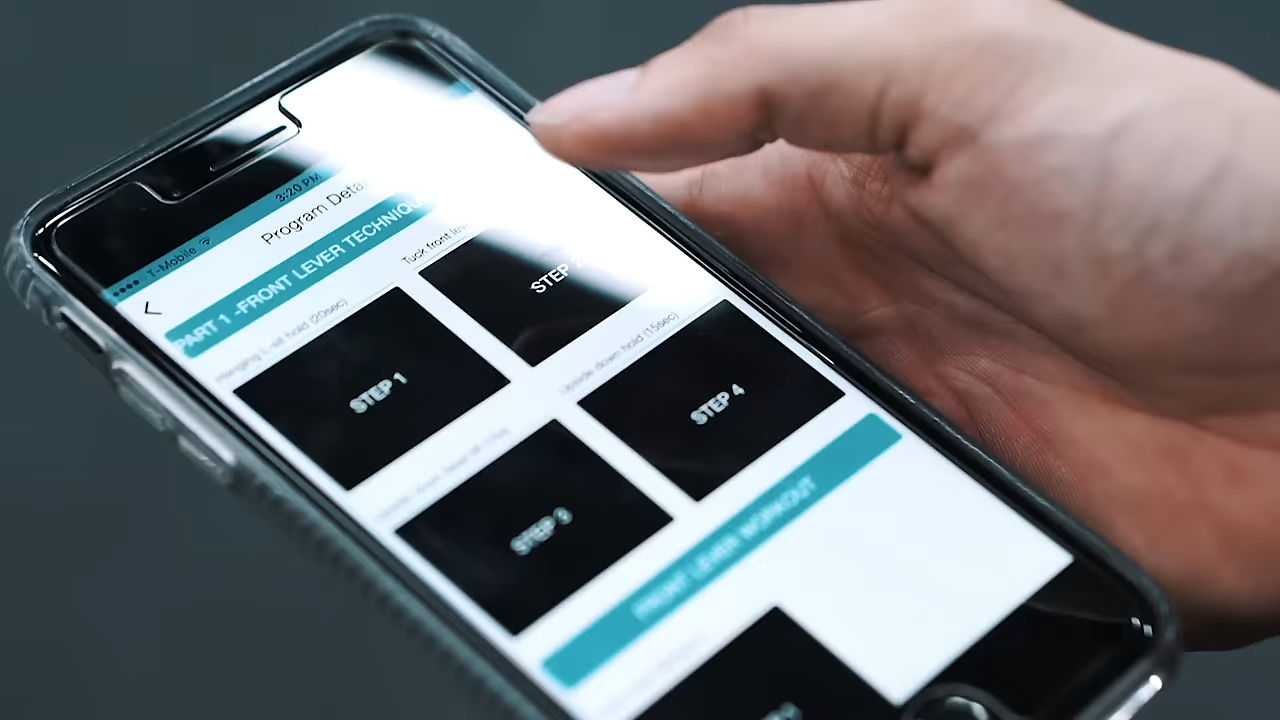 T-Mobile 3:20 PM
Program Deta
PART 1 -FRONT LEVER TECHNIQU
Hanging L-sit hold (20sec)
STEP 1
Tuck front lev
STEP 2
STEP 3
Upside down hold (15sec)
STEP 4
FRONT LEVER WORKOUT